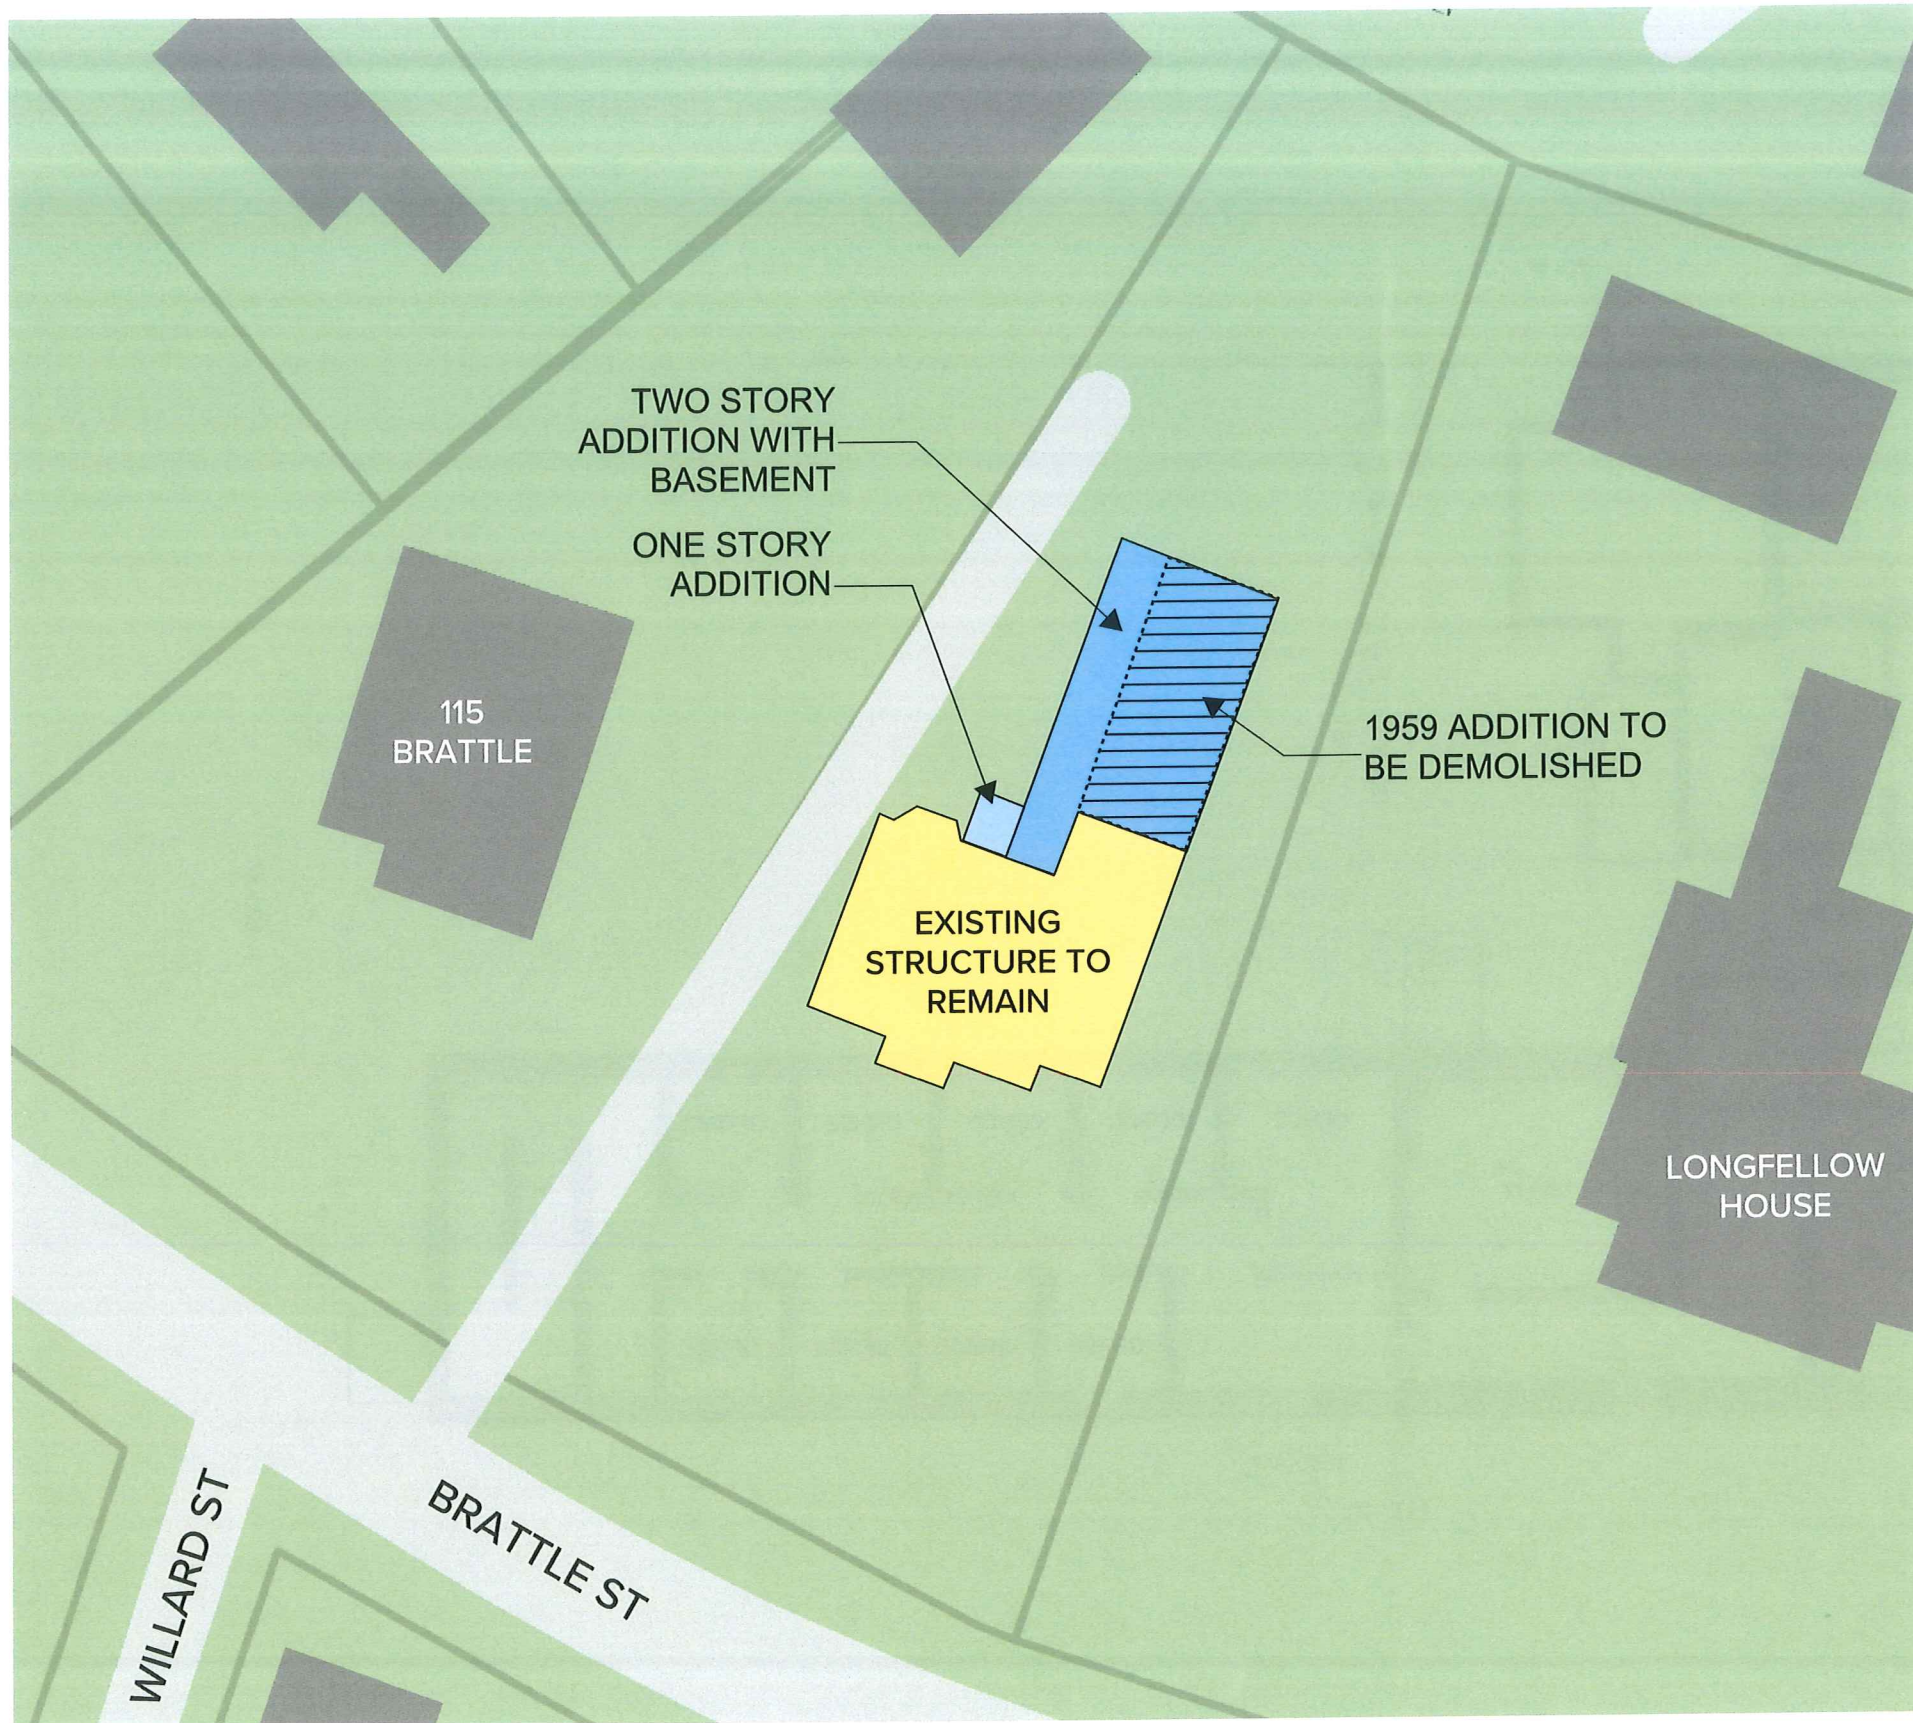 TWO STORY
ADDITION WITH
BASEMENT
ONE STORY
ADDITION
115
BRATTLE
1959 ADDITION TO
BE DEMOLISHED
EXISTING
STRUCTURE TO
REMAIN
LONGFELLOW
HOUSE
BRATTLE ST
WILLARD ST